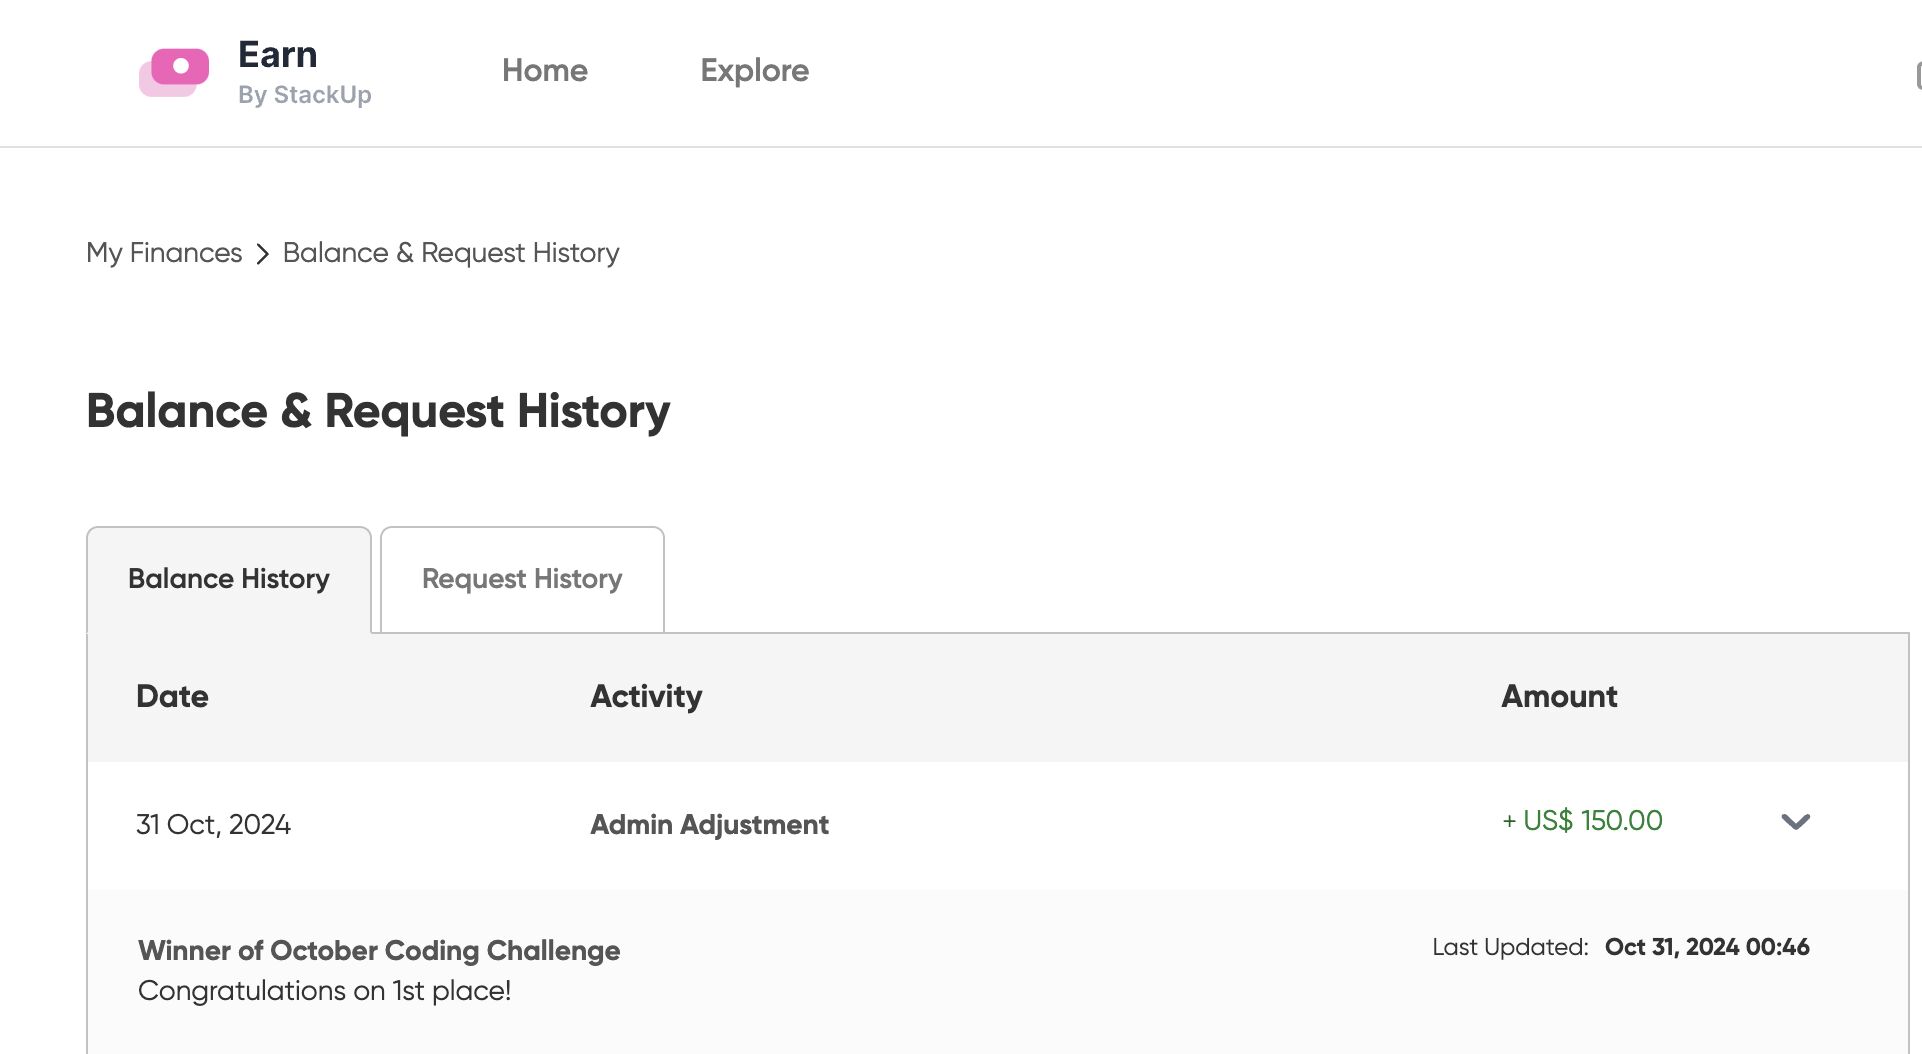 Earn
By StackUp
Home
Explore
My Finances > Balance & Request History
Balance & Request History
Balance History
Request History
Date Activity Amount
31 Oct, 2024 Admin Adjustment + US$ 150.00
Winner of October Coding Challenge
Last Updated: Oct 31, 2024 00:46
Congratulations on 1st place!